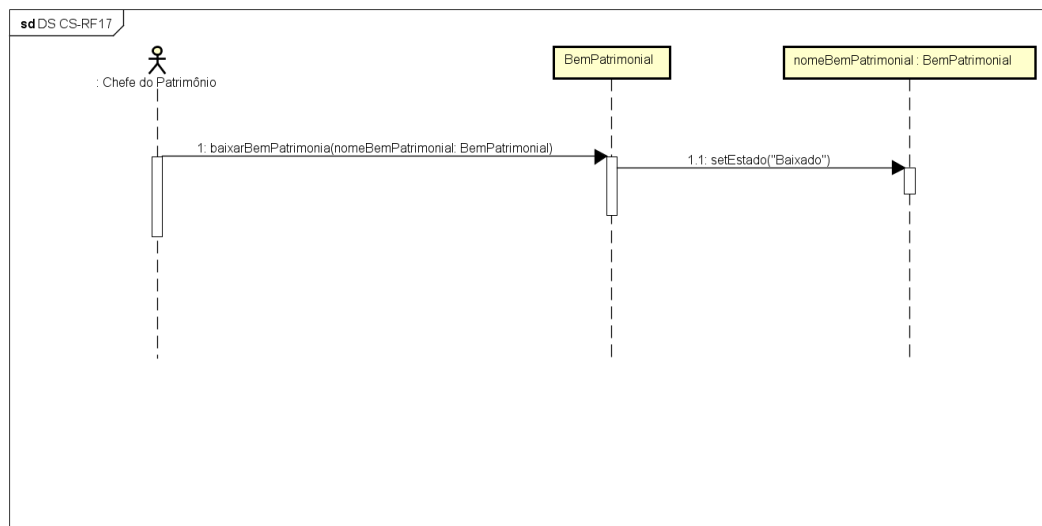 sd DS CS-RF17
: Chefe do Patrimônio
BemPatrimonial
nomeBemPatrimonial : BemPatrimonial
1: baixarBemPatrimonia(nomeBemPatrimonial: BemPatrimonial)
1.1: setEstado("Baixado")